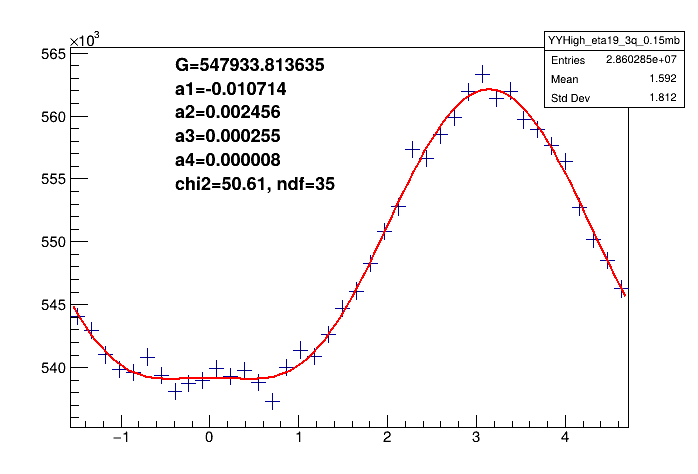 ×10³
YYHigh_eta19_3q_0.15mb
Entries 2.860285e+07
Mean 1.592
Std Dev 1.812
G=547933.813635
a1=-0.010714
a2=0.002456
a3=0.000255
a4=0.000008
chi2=50.61, ndf=35
565
560
555
550
545
540
−1 0 1 2 3 4